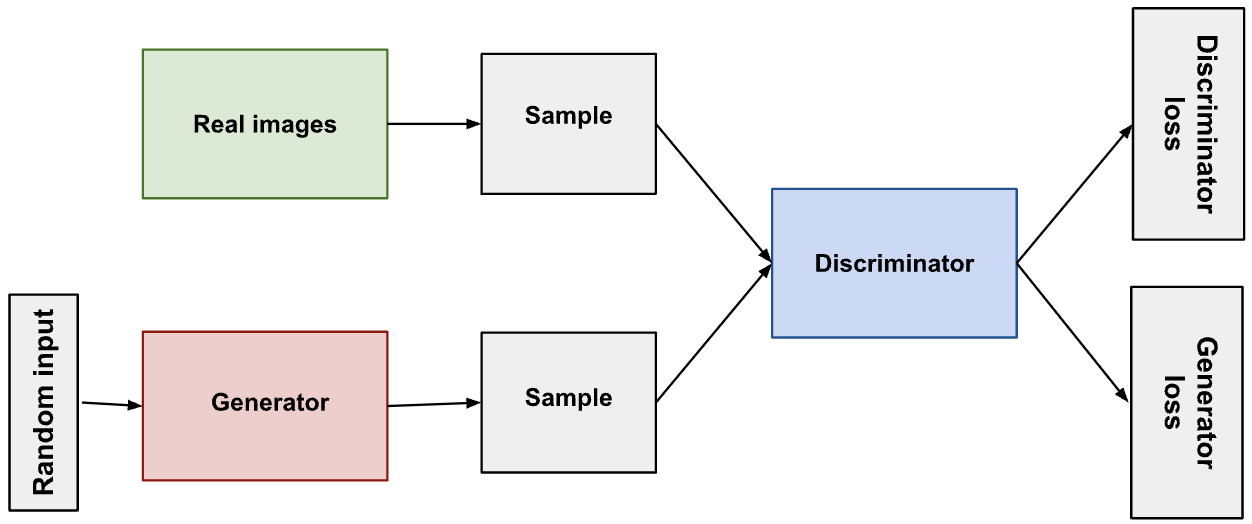 Real images
Sample
Discriminator
loss
Discriminator
Random input
Generator
Sample
Generator
loss